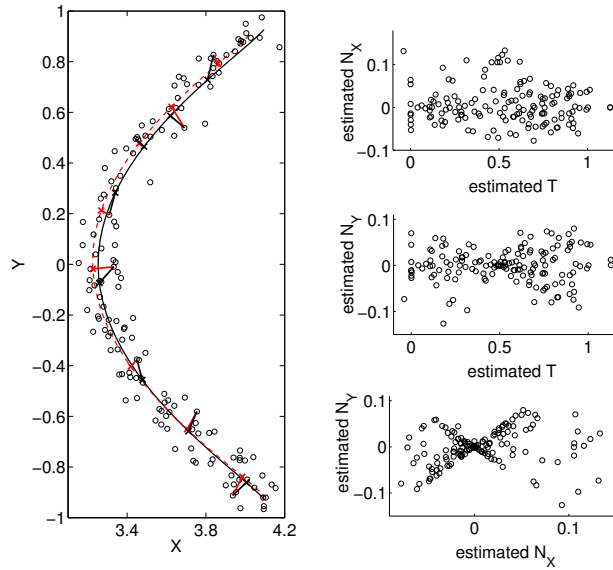 1
0.8
0.6
0.4
0.2
0
−0.2
−0.4
−0.6
−0.8
−1
Y
3.4 3.8 4.2
X
0.1
0
−0.1
estimated N_X
0 0.5 1
estimated T
0.1
0
−0.1
estimated N_Y
0 0.5 1
estimated T
0.1
0
−0.1
estimated N_Y
0 0.1
estimated N_X